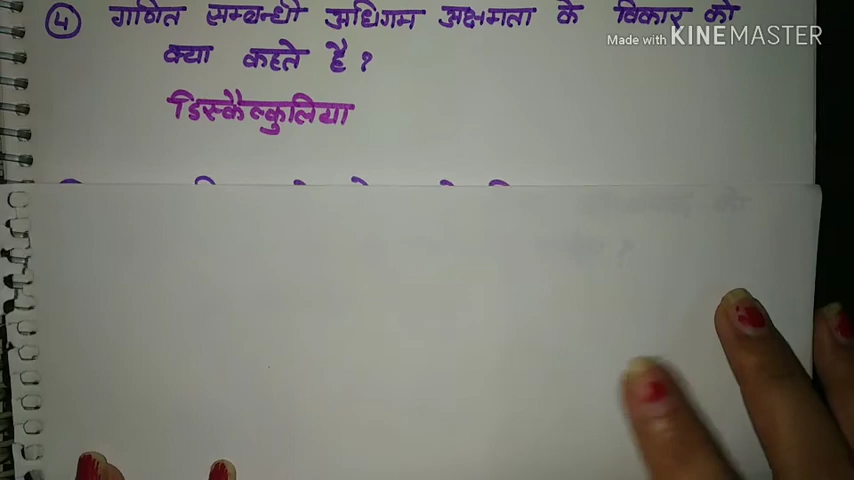 ④ गणित सम्बन्धी अधिगम अक्षमता के विकार को
Made with KINEMASTER
क्या कहते है ?
डिस्कैल्कुलिया